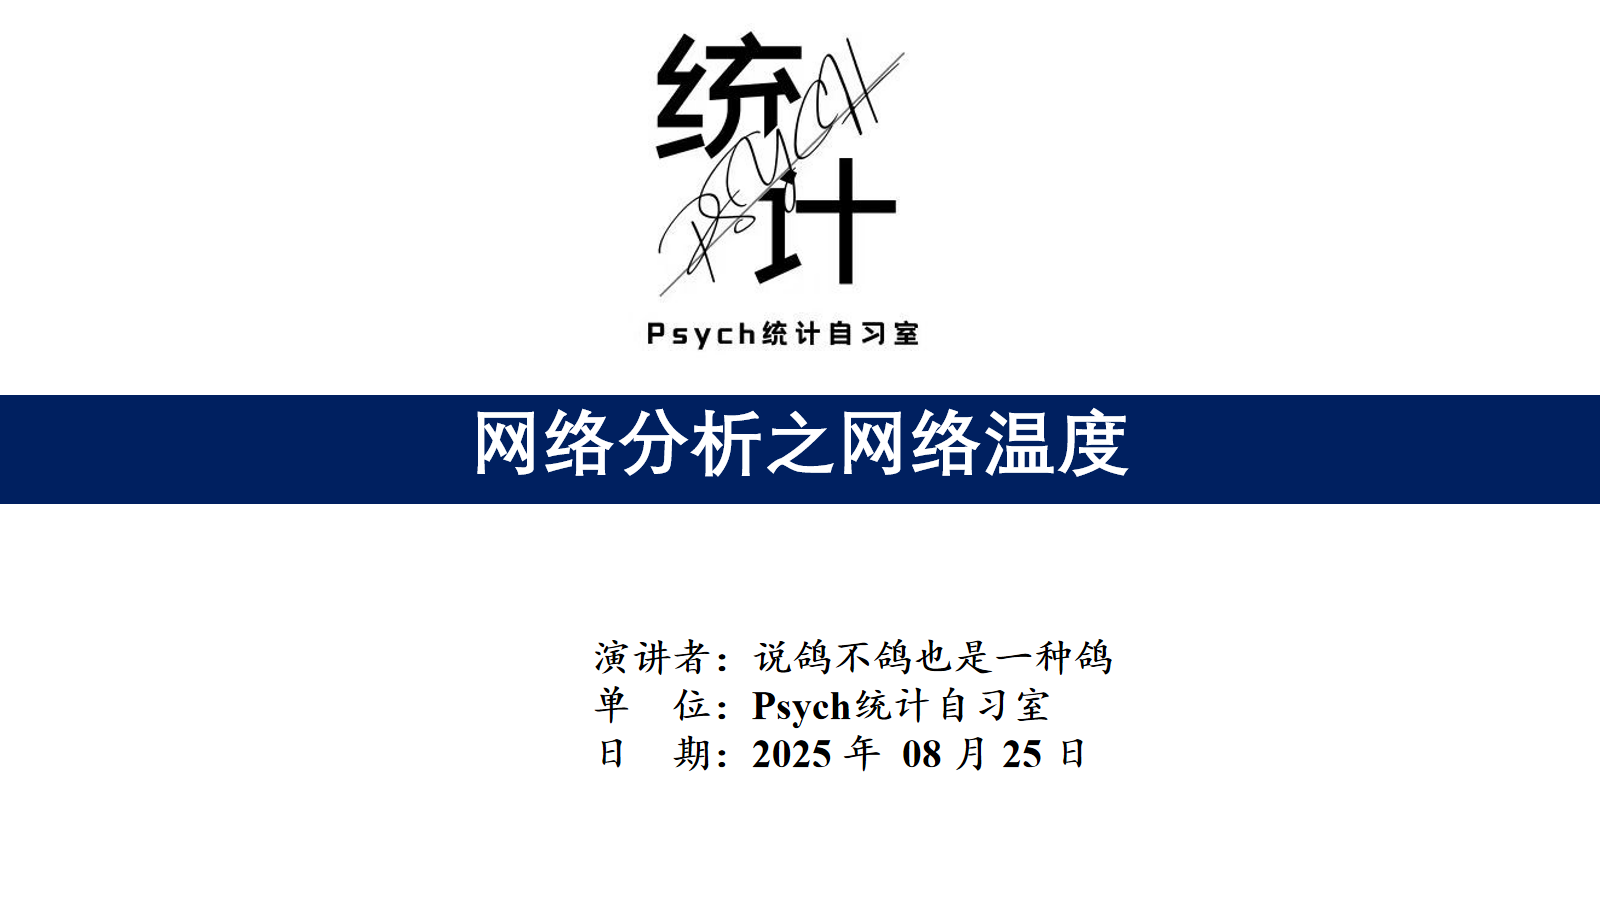 统计
Psych
Psych统计自习室
网络分析之网络温度
演讲者：说鸽不鸽也是一种鸽
单 位：Psych统计自习室
日 期：2025 年 08 月 25 日